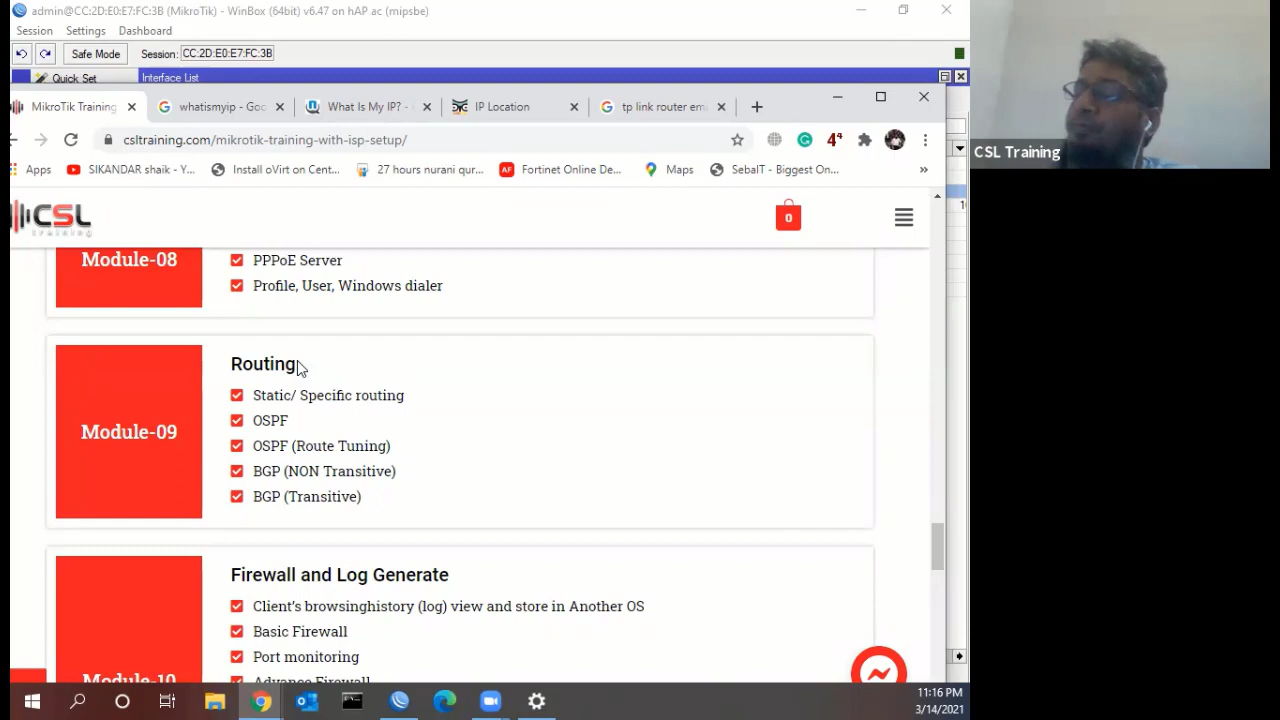 admin@CC:2D:E0:E7:FC:3B (MikroTik) - WinBox (64bit) v6.47 on hAP ac (mipsbe)
Session Settings Dashboard
Safe Mode Session: CC:2D:E0:E7:FC:3B
Quick Set Interface List
MikroTik Training whatismyip - Goo What Is My IP? - IP Location tp link router em
csltraining.com/mikrotik-training-with-isp-setup/
Apps SIKANDAR shaik - Y... Install oVirt on Cent... 27 hours nurani qur... Fortinet Online De... Maps SebaIT - Biggest On...
CSL
training
0
Module-08
PPPoE Server
Profile, User, Windows dialer
Module-09
Routing
Static/ Specific routing
OSPF
OSPF (Route Tuning)
BGP (NON Transitive)
BGP (Transitive)
Module-10
Firewall and Log Generate
Client's browsinghistory (log) view and store in Another OS
Basic Firewall
Port monitoring
Advance Firewall
11:16 PM
3/14/2021
CSL Training